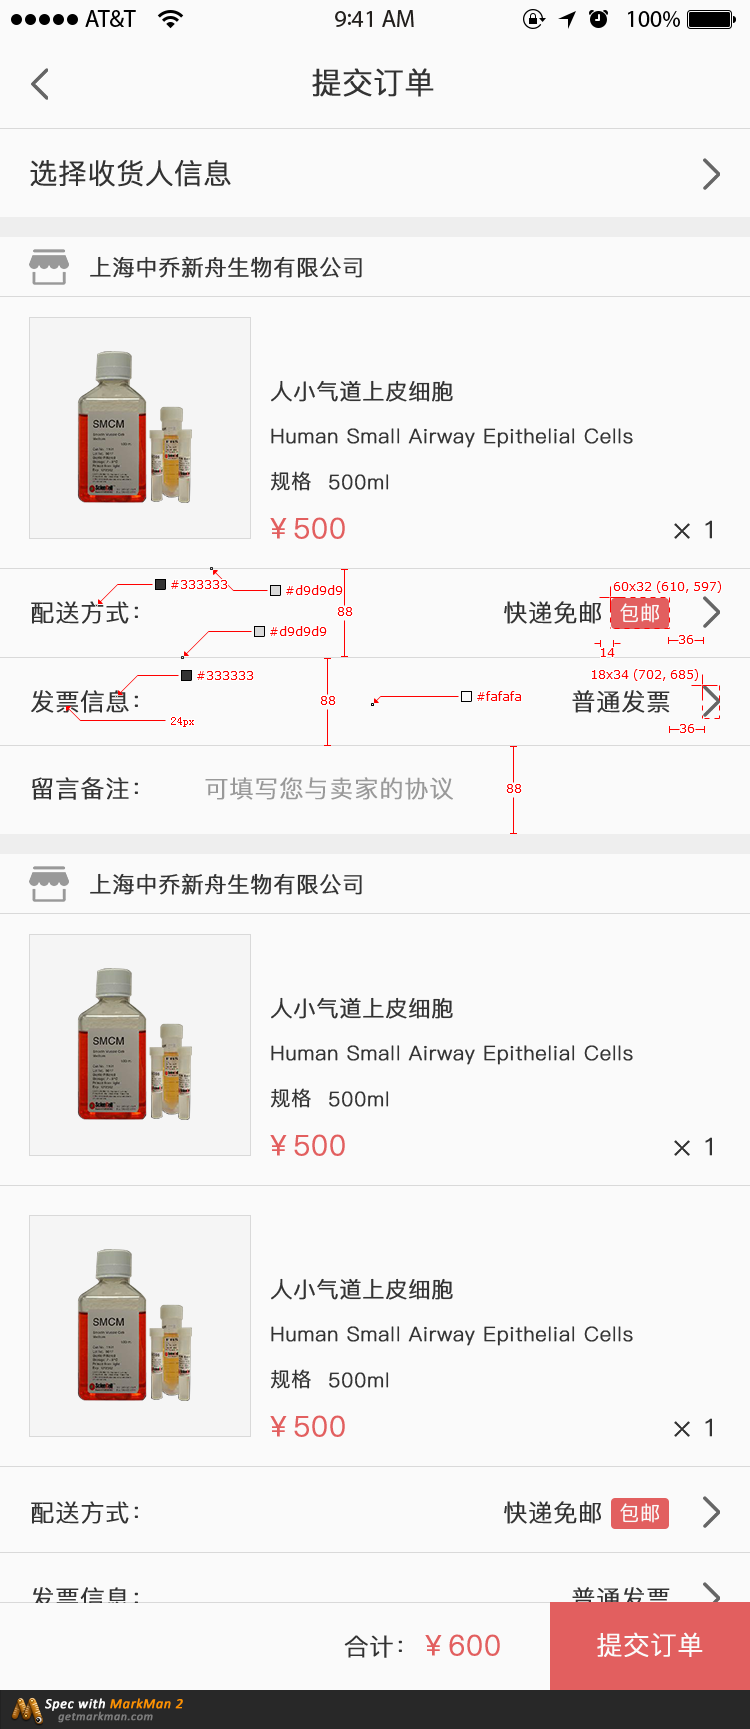 AT&T 9:41 AM 100%
提交订单
选择收货人信息
上海中乔新舟生物有限公司
SMCM
人小气道上皮细胞
Human Small Airway Epithelial Cells
规格 500ml
¥500 × 1
#333333 #d9d9d9 60x32 (610, 597)
配送方式: 88 快递免邮 包邮
#d9d9d9 14 36
#333333 18x34 (702, 685)
发票信息: 88 #fafafa 普通发票
24px 36
留言备注: 可填写您与卖家的协议 88
上海中乔新舟生物有限公司
SMCM
人小气道上皮细胞
Human Small Airway Epithelial Cells
规格 500ml
¥500 × 1
SMCM
人小气道上皮细胞
Human Small Airway Epithelial Cells
规格 500ml
¥500 × 1
配送方式: 快递免邮 包邮
发票信息: 普通发票
合计: ¥600 提交订单
Spec with MarkMan 2
getmarkman.com